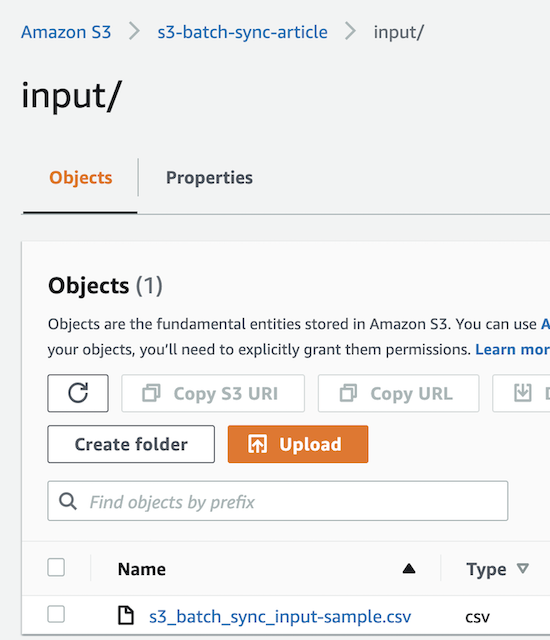 Amazon S3 > s3-batch-sync-article > input/
input/
Objects Properties
Objects (1)
Objects are the fundamental entities stored in Amazon S3. You can use A
your objects, you'll need to explicitly grant them permissions. Learn mor
Copy S3 URI Copy URL D
Create folder Upload
Find objects by prefix
Name Type
s3_batch_sync_input-sample.csv csv